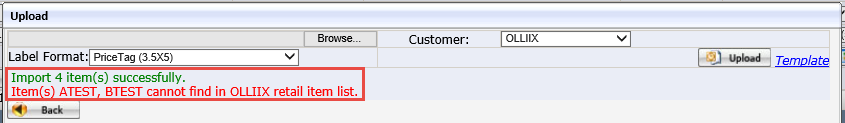 Upload
Browse... Customer: OLLIIX
Label Format: PriceTag (3.5X5) Upload Template
Import 4 item(s) successfully.
Item(s) ATEST, BTEST cannot find in OLLIIX retail item list.
Back